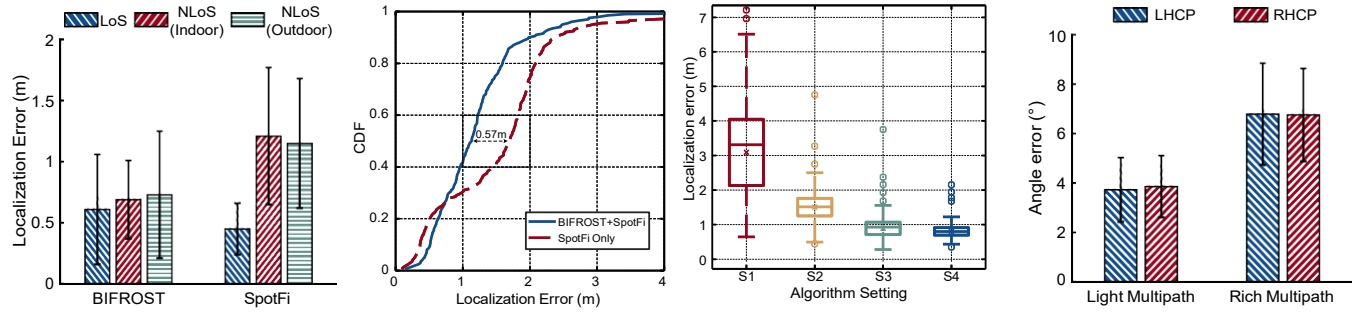 LoS
NLoS
(Indoor)
NLoS
(Outdoor)
Localization Error (m)
2
1.5
1
0.5
0
BIFROST
SpotFi
CDF
1
0.8
0.6
0.4
0.2
0
0.57m
BIFROST+SpotFi
SpotFi Only
0
1
2
3
4
Localization Error (m)
Localization error (m)
7
6
5
4
3
2
1
0
S1
S2
S3
S4
Algorithm Setting
LHCP
RHCP
Angle error (°)
10
8
6
4
2
0
Light Multipath
Rich Multipath